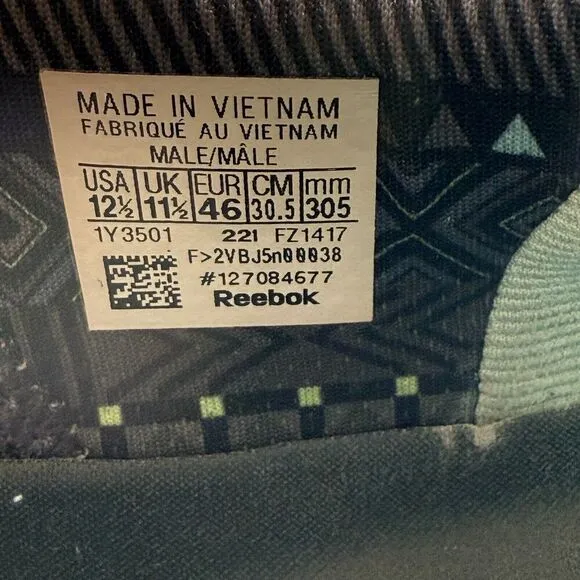 MADE IN VIETNAM
FABRIQUÉ AU VIETNAM
MALE/MÂLE
USA UK EUR CM mm
12½ 11½ 46 30.5 305
1Y3501 22I FZ1417
F>2VBJ5n00038
#127084677
Reebok